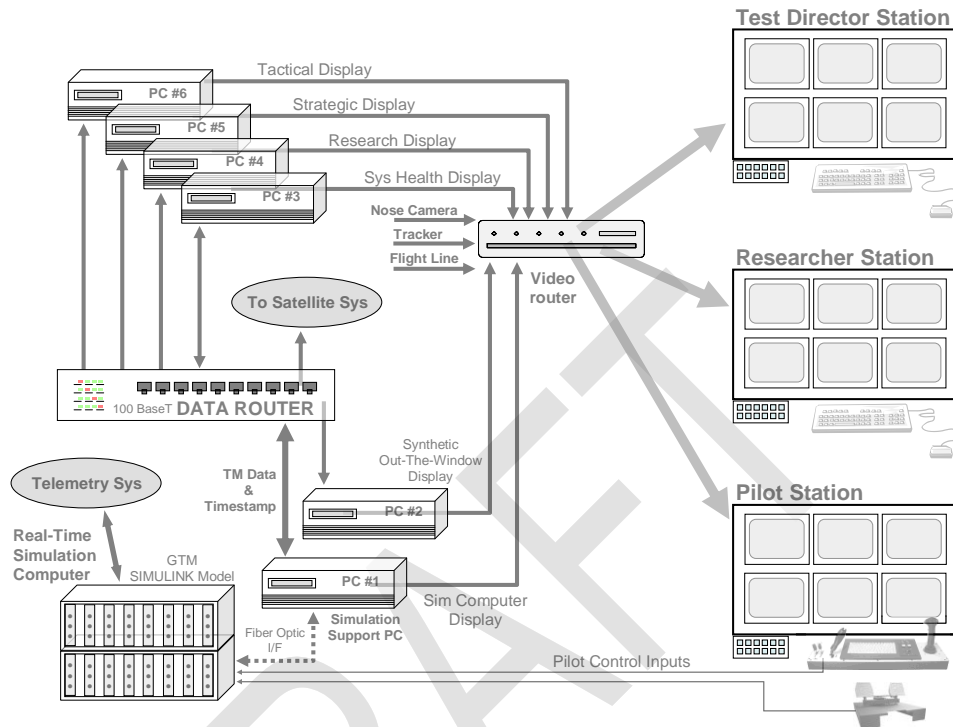 Test Director Station
Tactical Display
PC #6
Strategic Display
PC #5
Research Display
PC #4
Sys Health Display
PC #3
Nose Camera
Tracker
Flight Line
Video
router
Researcher Station
To Satellite Sys
100 BaseT DATA ROUTER
Synthetic
Out-The-Window
Display
TM Data
&
Timestamp
PC #2
Telemetry Sys
Pilot Station
Real-Time
Simulation
Computer
GTM
SIMULINK Model
PC #1
Sim Computer
Display
Simulation
Support PC
Fiber Optic
I/F
Pilot Control Inputs
DRAFT